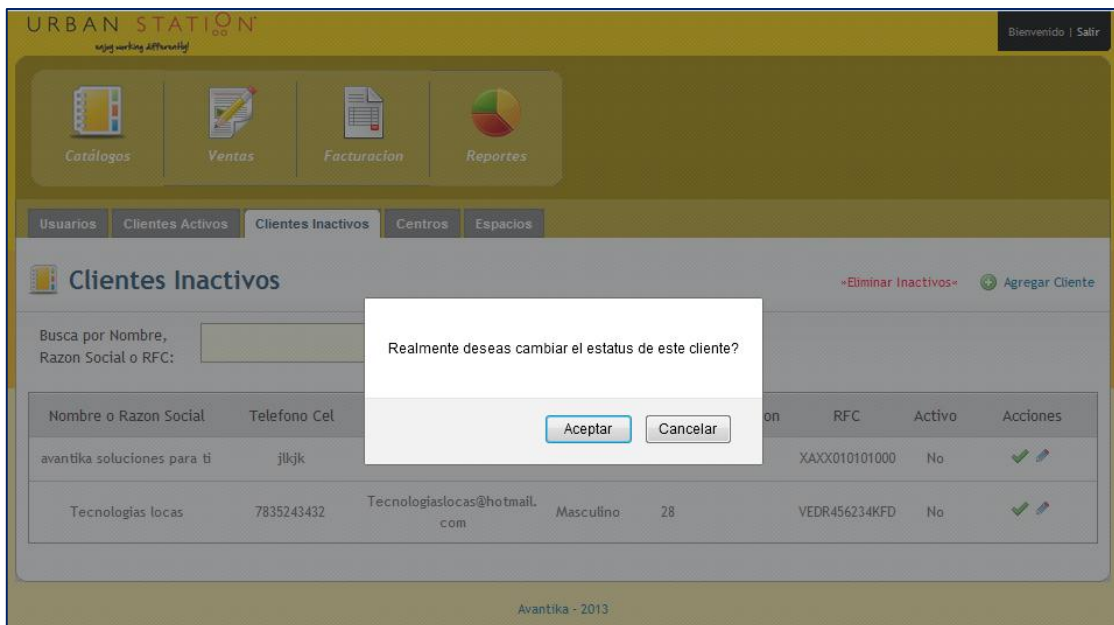 URBAN STATION
enjoy working differently!
Bienvenido | Salir
Catálogos
Ventas
Facturacion
Reportes
Usuarios
Clientes Activos
Clientes Inactivos
Centros
Espacios
Clientes Inactivos
»Eliminar Inactivos«
Agregar Cliente
Busca por Nombre,
Razon Social o RFC:
Realmente deseas cambiar el estatus de este cliente?
Aceptar
Cancelar
Nombre o Razon Social
Telefono Cel
on
RFC
Activo
Acciones
avantika soluciones para ti
jlkjk
XAXX010101000
No
Tecnologias locas
7835243432
Tecnologiaslocas@hotmail.
com
Masculino
28
VEDR456234KFD
No
Avantika - 2013